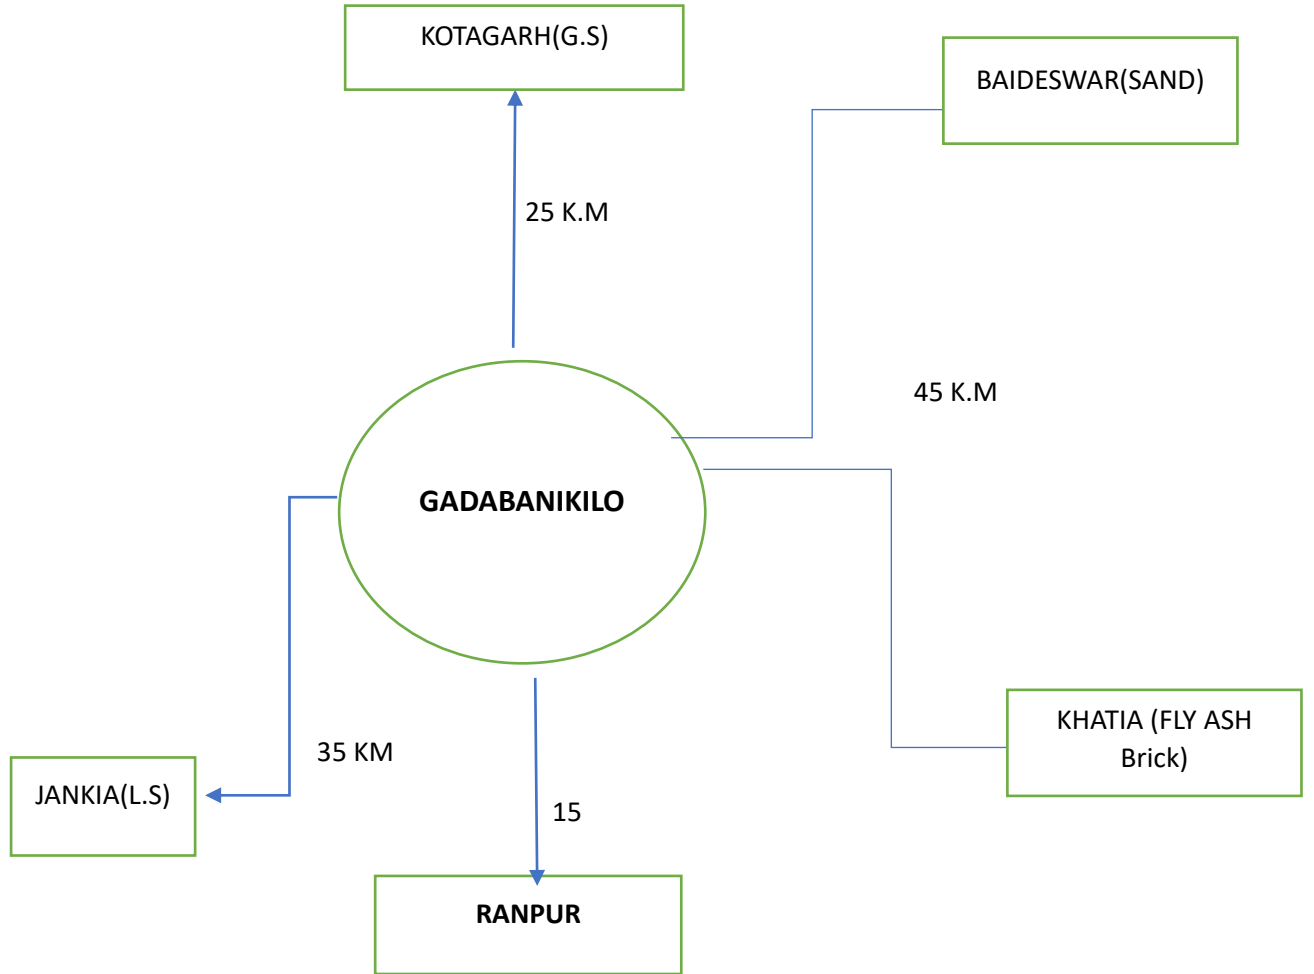 KOTAGARH(G.S)
BAIDESWAR(SAND)
25 K.M
45 K.M
GADABANIKILO
KHATIA (FLY ASH
Brick)
35 KM
JANKIA(L.S)
15
RANPUR